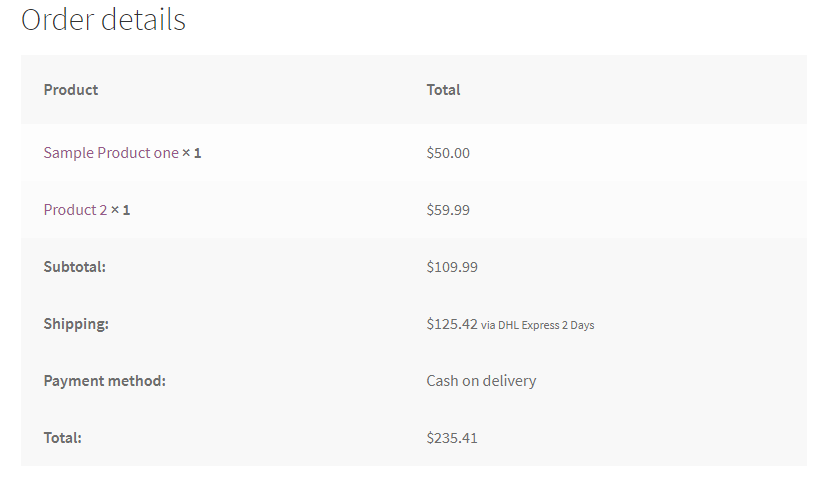 Order details
Product Total
Sample Product one × 1 $50.00
Product 2 × 1 $59.99
Subtotal: $109.99
Shipping: $125.42 via DHL Express 2 Days
Payment method: Cash on delivery
Total: $235.41